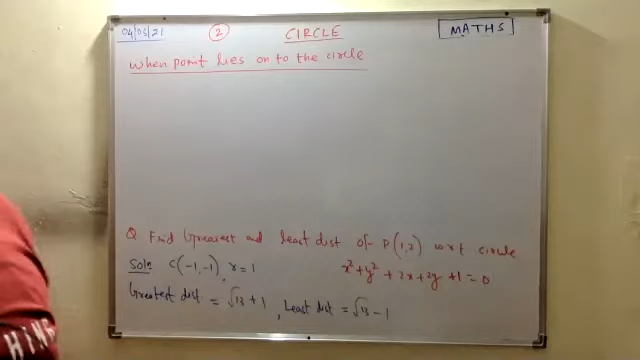 04/03/21 2 CIRCLE MATHS
When point lies on to the circle
Q Find Greatest and least dist of P(1,2) w.r.t circle
x²+y²+2x+2y+1=0
Soln C(-1,-1), r=1
Greatest dist = √13+1, Least dist = √13-1